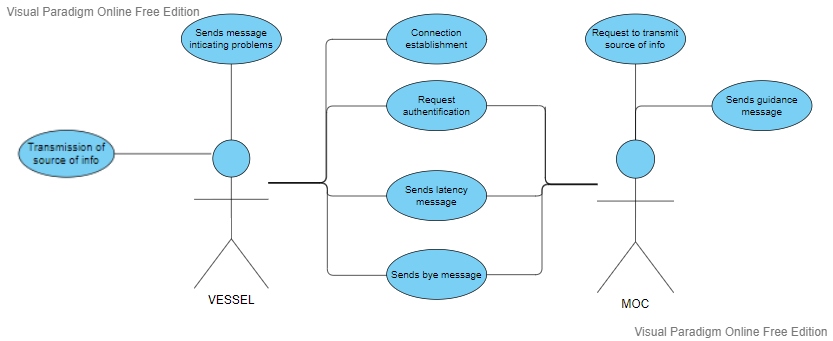 Visual Paradigm Online Free Edition
Sends message
inticating problems
Connection
establishment
Request to transmit
source of info
Request
authentification
Sends guidance
message
Transmission of
source of info
Sends latency
message
Sends bye message
VESSEL
MOC
Visual Paradigm Online Free Edition